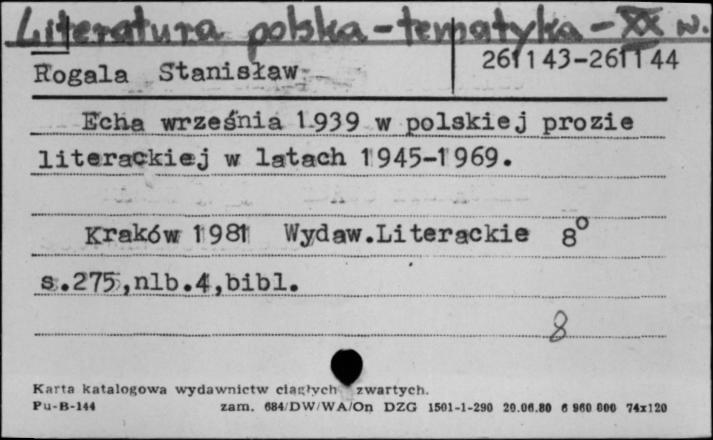 Literatura polska - tematyka - XX w.
Rogala Stanisław 261143-261144
Echa września 1939 w polskiej prozie
literackiej w latach 1945-1969.
Kraków 1981 Wydaw.Literackie 8°
s.275,nlb.4,bibl.
8
Karta katalogowa wydawnictw ciągłych zwartych.
Pu-B-144 zam. 684/DW/WA/On DZG 1501-1-290 20.06.80 6 960 000 74x120